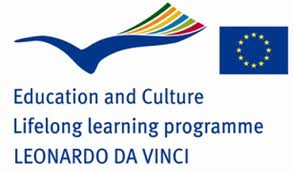 Education and Culture
Lifelong learning programme
LEONARDO DA VINCI